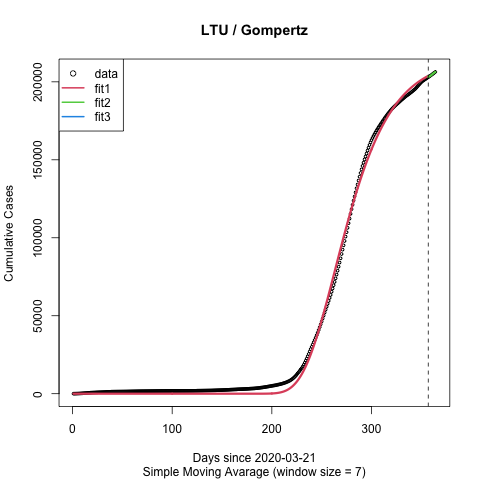 LTU / Gompertz
data
fit1
fit2
fit3
Cumulative Cases
0
50000
100000
150000
200000
0
100
200
300
Days since 2020-03-21
Simple Moving Avarage (window size = 7)